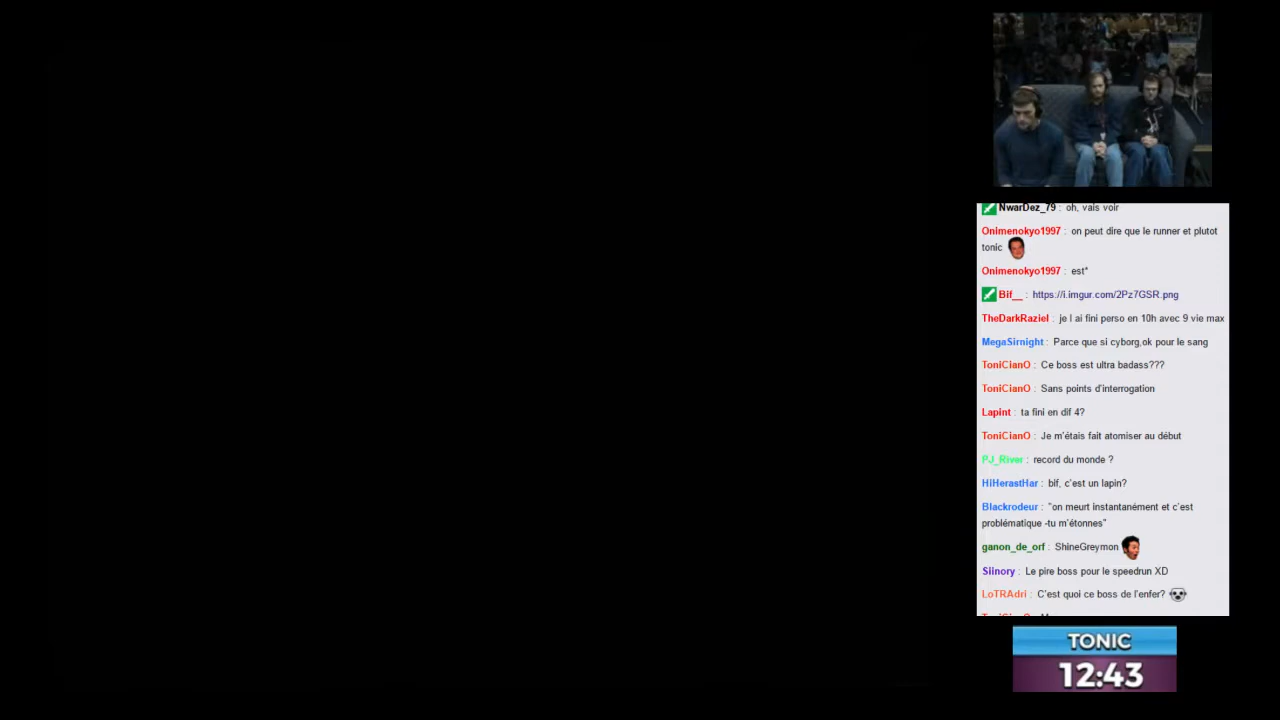 NwarDez_79 : oh, vais voir
Onimenokyo1997 : on peut dire que le runner et plutot
tonic
Onimenokyo1997 : est*
Bif__ : https://i.imgur.com/2Pz7GSR.png
TheDarkRaziel : je l ai fini perso en 10h avec 9 vie max
MegaSirnight : Parce que si cyborg,ok pour le sang
ToniCianO : Ce boss est ultra badass???
ToniCianO : Sans points d'interrogation
Lapint : ta fini en dif 4?
ToniCianO : Je m'étais fait atomiser au début
PJ_River : record du monde ?
HiHerastHar : bif, c'est un lapin?
Blackrodeur : "on meurt instantanément et c'est
problématique -tu m'étonnes"
ganon_de_orf : ShineGreymon
Siinory : Le pire boss pour le speedrun XD
LoTRAdri : C'est quoi ce boss de l'enfer?
TONIC
12:43